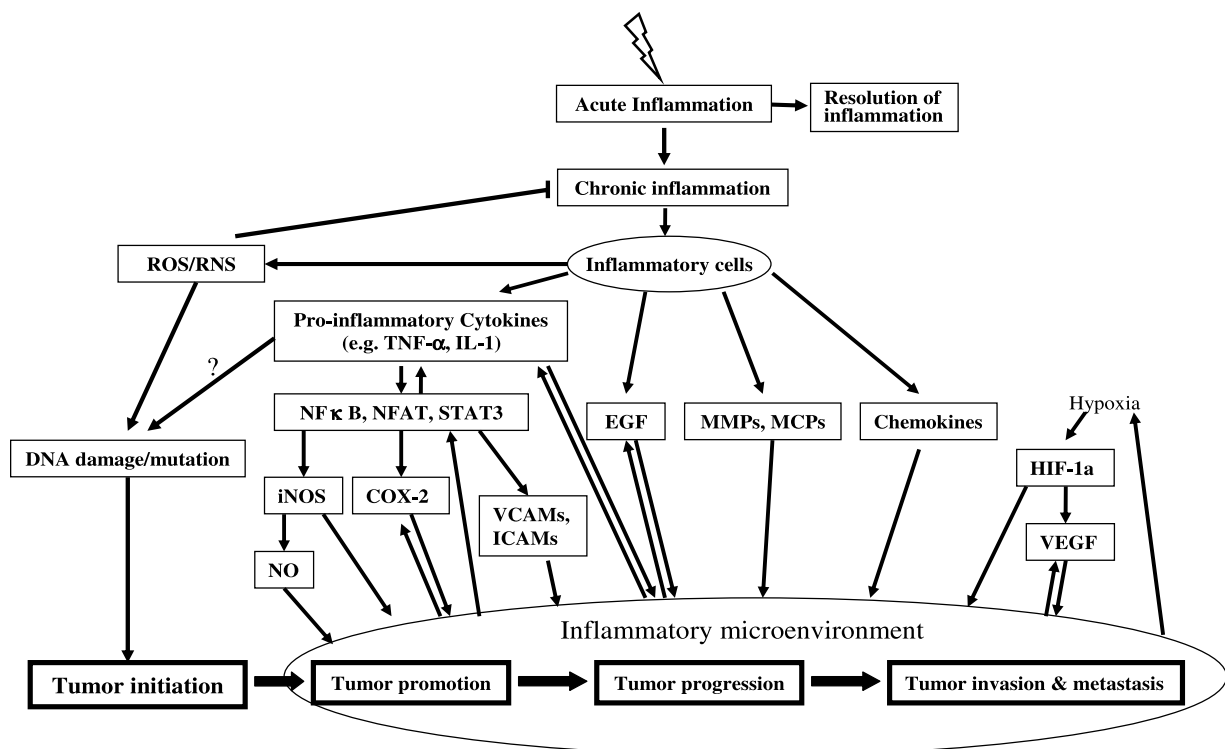 Acute Inflammation
Resolution of
inflammation
Chronic inflammation
ROS/RNS
Inflammatory cells
Pro-inflammatory Cytokines
(e.g. TNF-α, IL-1)
?
NFκ B, NFAT, STAT3
EGF
MMPs, MCPs
Chemokines
Hypoxia
DNA damage/mutation
HIF-1a
iNOS
COX-2
VCAMs,
ICAMs
VEGF
NO
Inflammatory microenvironment
Tumor initiation
Tumor promotion
Tumor progression
Tumor invasion & metastasis